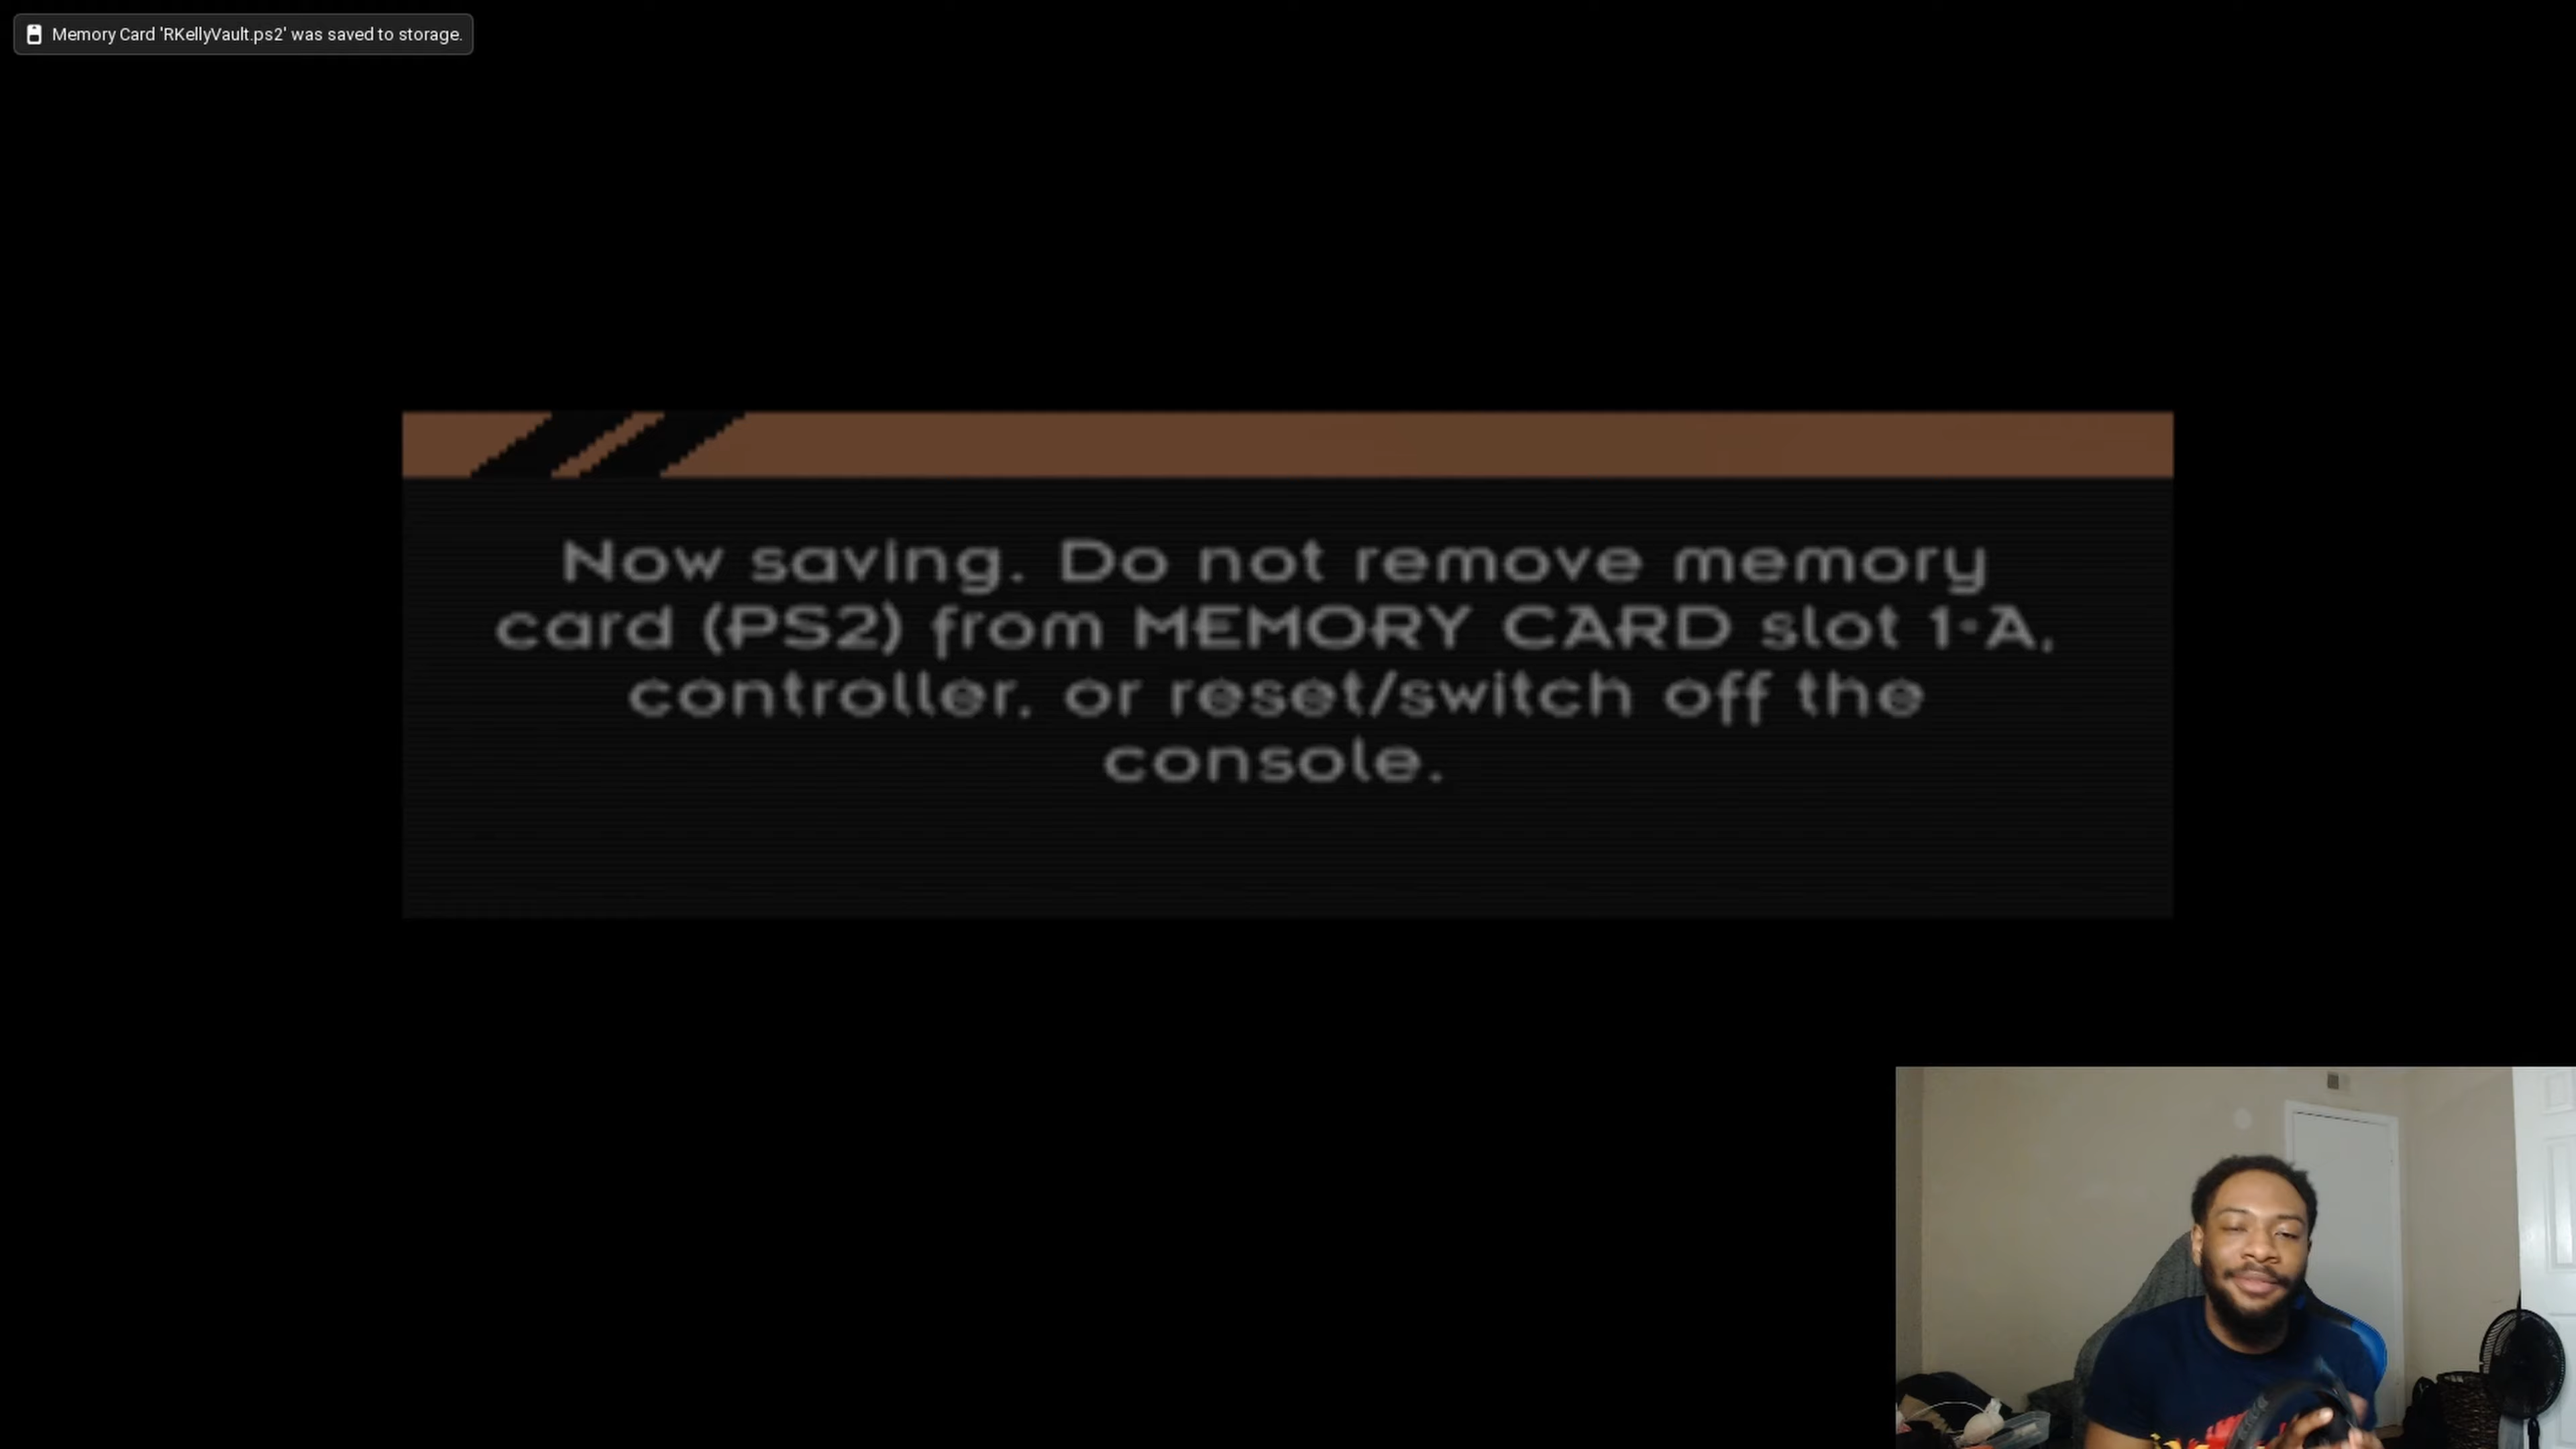 Memory Card 'RKellyVault.ps2' was saved to storage.
Now saving. Do not remove memory
card (PS2) from MEMORY CARD slot 1-A,
controller, or reset/switch off the
console.